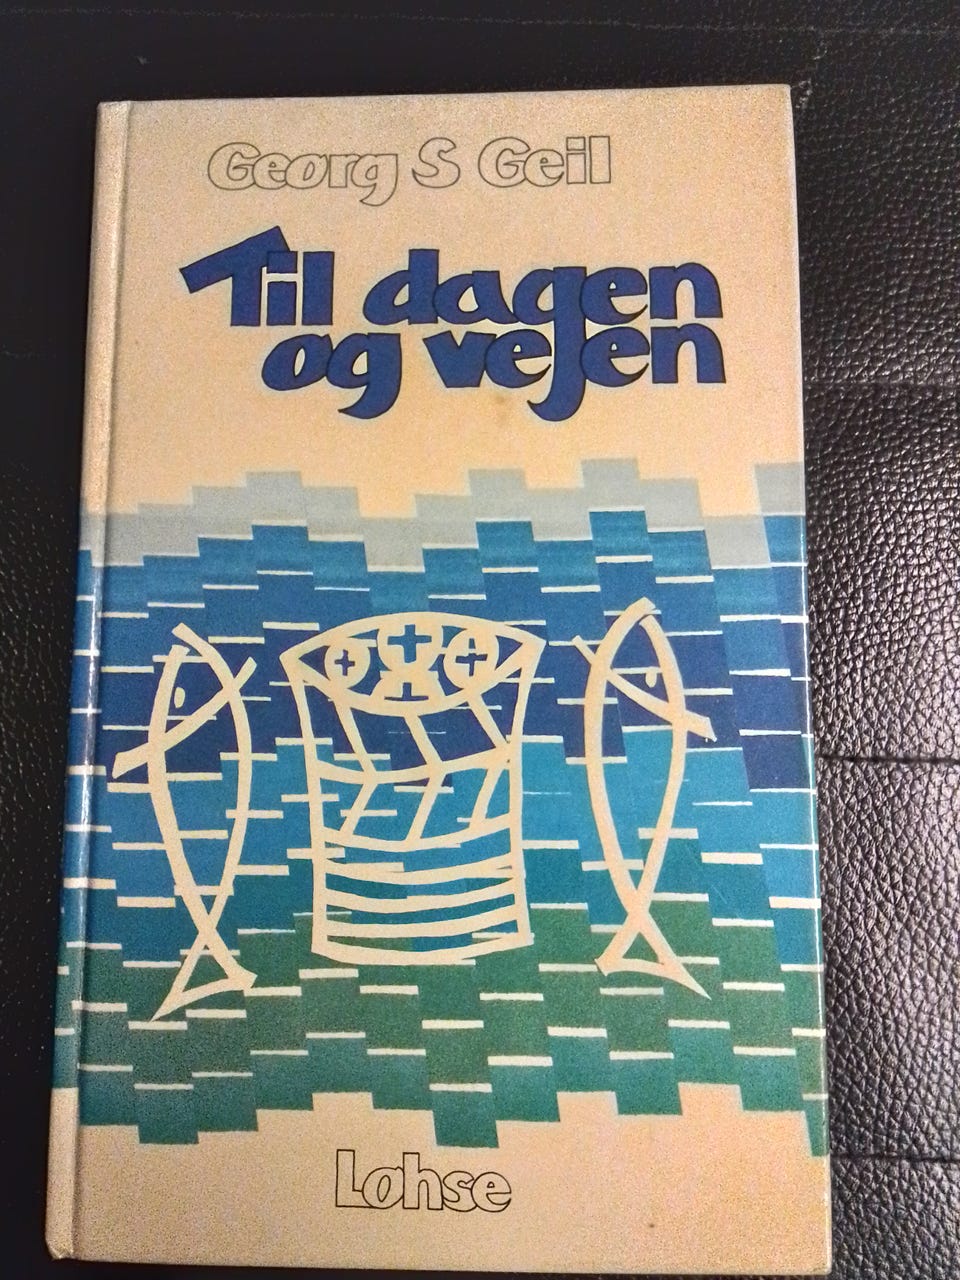 Georg S Geil
Til dagen
og vejen
Lohse